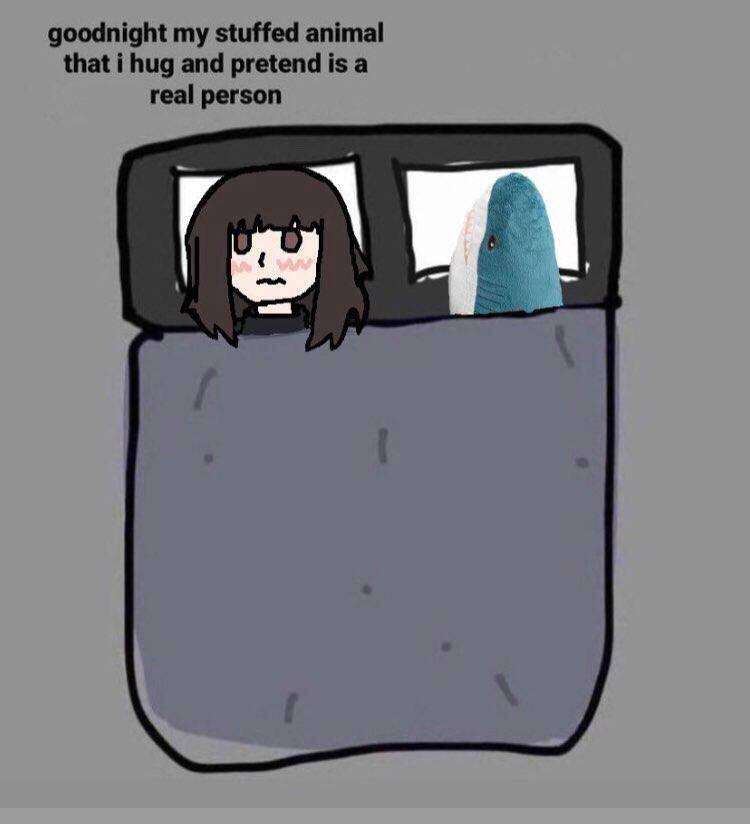 goodnight my stuffed animal
that i hug and pretend is a
real person